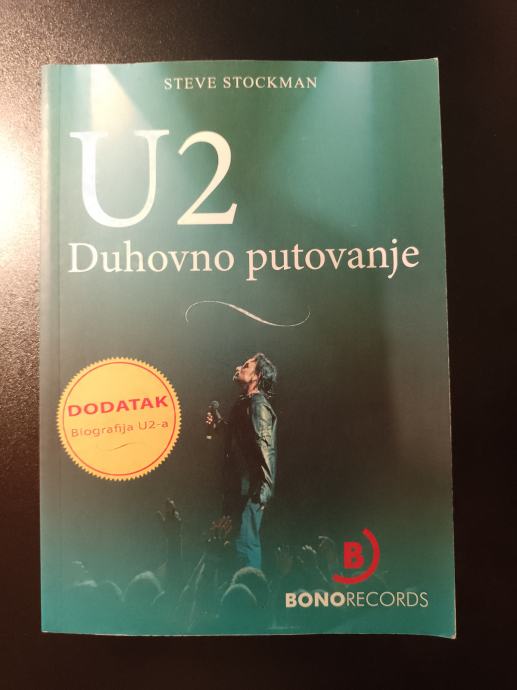 STEVE STOCKMAN
U2
Duhovno putovanje
DODATAK
Biografija U2-a
B
BONORECORDS